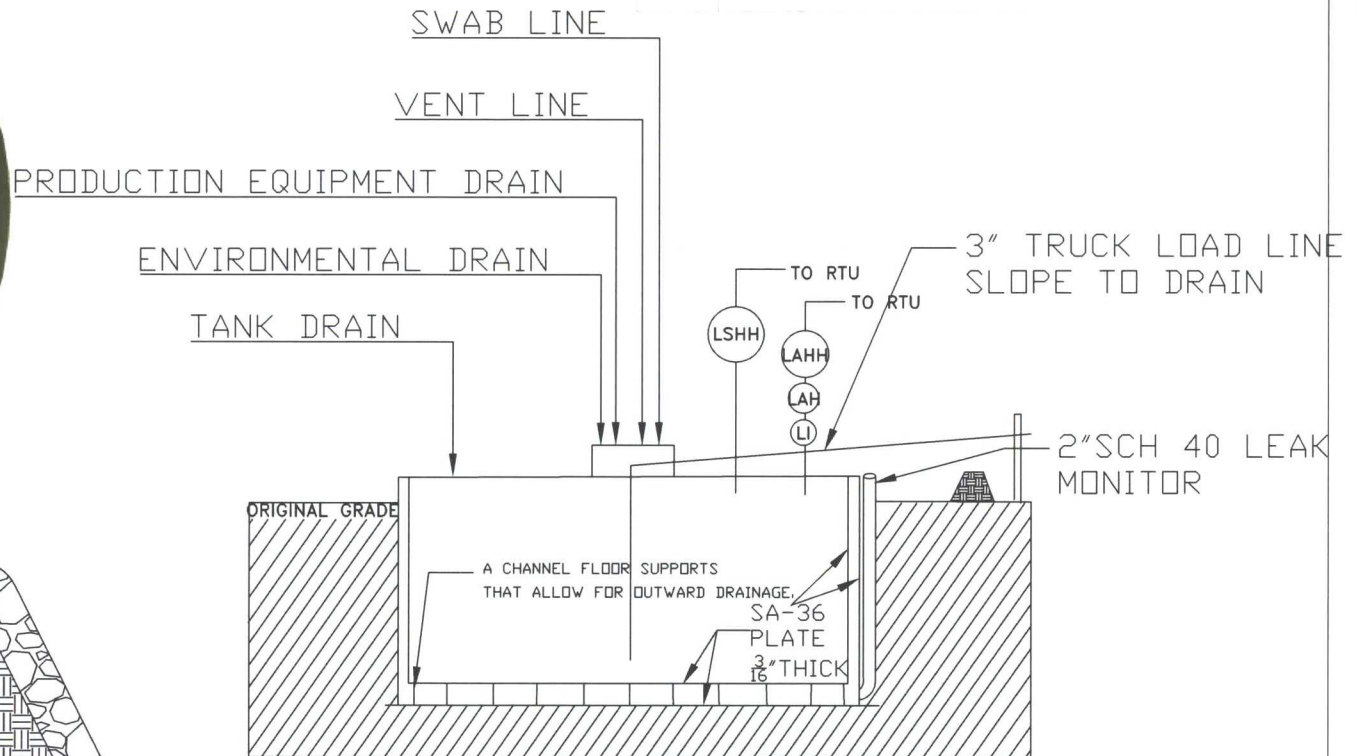 SWAB LINE
VENT LINE
PRODUCTION EQUIPMENT DRAIN
ENVIRONMENTAL DRAIN
TANK DRAIN
TO RTU
TO RTU
3" TRUCK LOAD LINE
SLOPE TO DRAIN
LSHH
LAHH
LAH
LI
2"SCH 40 LEAK
MONITOR
ORIGINAL GRADE
A CHANNEL FLOOR SUPPORTS
THAT ALLOW FOR OUTWARD DRAINAGE.
SA-36
PLATE
3/16"THICK